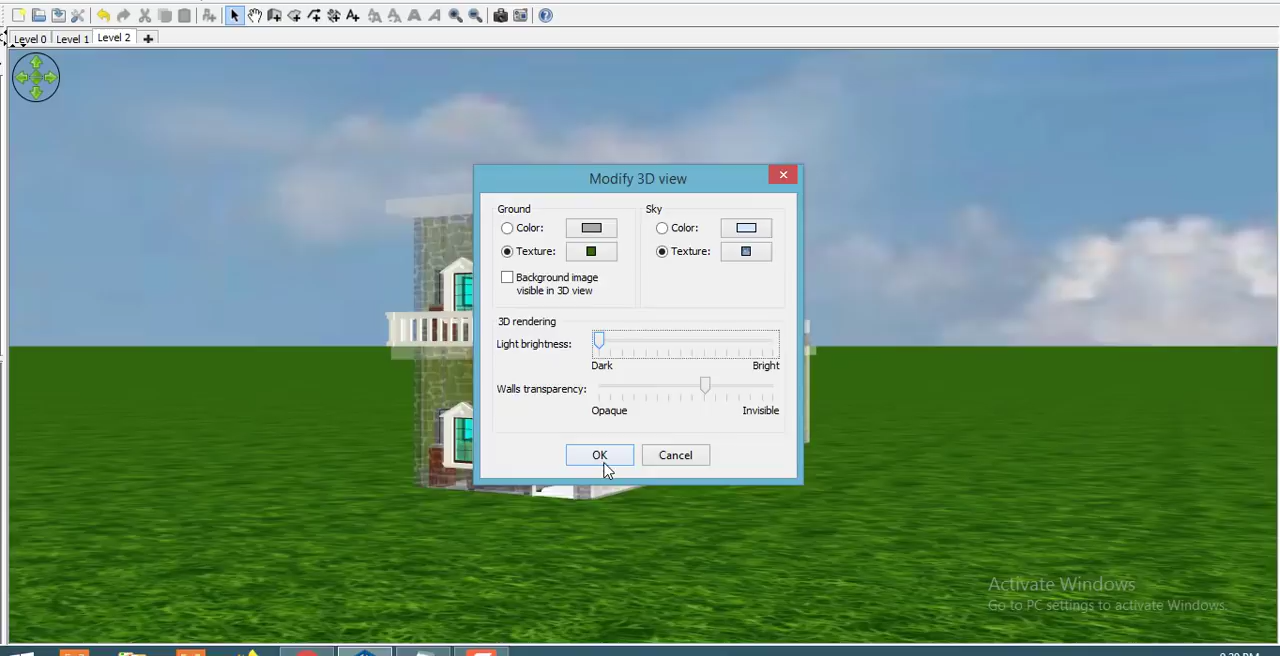 Level 0 Level 1 Level 2
Modify 3D view
Ground
Color:
Texture:
Background image
visible in 3D view
Sky
Color:
Texture:
3D rendering
Light brightness:
Dark Bright
Walls transparency:
Opaque Invisible
OK Cancel
Activate Windows
Go to PC settings to activate Windows.